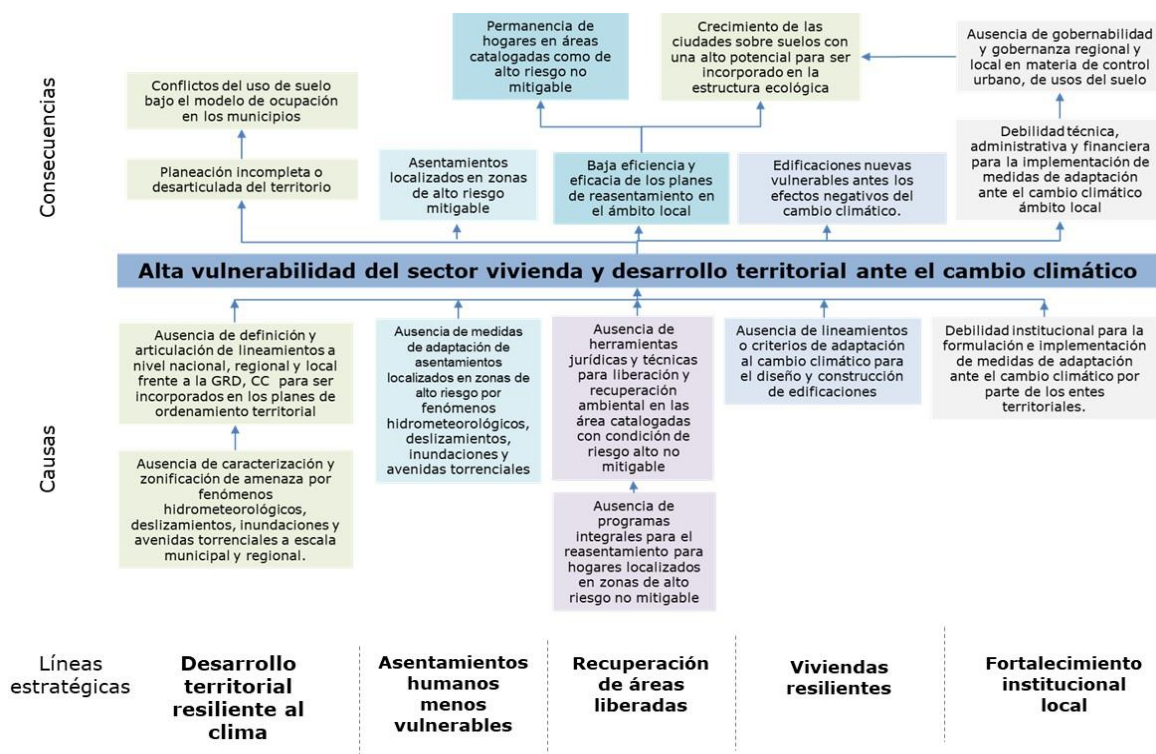 Consecuencias
Conflictos del uso de suelo
bajo el modelo de ocupación
en los municipios
Planeación incompleta o
desarticulada del territorio
Asentamientos
localizados en zonas
de alto riesgo
mitigable
Permanencia de
hogares en áreas
catalogadas como de
alto riesgo no
mitigable
Baja eficiencia y
eficacia de los planes
de reasentamiento en
el ámbito local
Crecimiento de las
ciudades sobre suelos con
una alto potencial para ser
incorporado en la
estructura ecológica
Edificaciones nuevas
vulnerables antes los
efectos negativos del
cambio climático.
Ausencia de gobernabilidad
y gobernanza regional y
local en materia de control
urbano, de usos del suelo
Debilidad técnica,
administrativa y financiera
para la implementación de
medidas de adaptación
ante el cambio climático
ámbito local
Alta vulnerabilidad del sector vivienda y desarrollo territorial ante el cambio climático
Causas
Ausencia de definición y
articulación de lineamientos a
nivel nacional, regional y local
frente a la GRD, CC para ser
incorporados en los planes de
ordenamiento territorial
Ausencia de caracterización y
zonificación de amenaza por
fenómenos
hidrometeorológicos,
deslizamientos, inundaciones y
avenidas torrenciales a escala
municipal y regional.
Ausencia de medidas
de adaptación de
asentamientos
localizados en zonas de
alto riesgo por
fenómenos
hidrometeorológicos,
deslizamientos,
inundaciones y
avenidas torrenciales
Ausencia de
herramientas
jurídicas y técnicas
para liberación y
recuperación
ambiental en las
área catalogadas
con condición de
riesgo alto no
mitigable
Ausencia de
programas
integrales para el
reasentamiento para
hogares localizados
en zonas de alto
riesgo no mitigable
Ausencia de lineamientos
o criterios de adaptación
al cambio climático para
el diseño y construcción
de edificaciones
Debilidad institucional para la
formulación e implementación
de medidas de adaptación
ante el cambio climático por
parte de los entes
territoriales.
Líneas
estratégicas
Desarrollo
territorial
resiliente al
clima
Asentamientos
humanos
menos
vulnerables
Recuperación
de áreas
liberadas
Viviendas
resilientes
Fortalecimiento
institucional
local